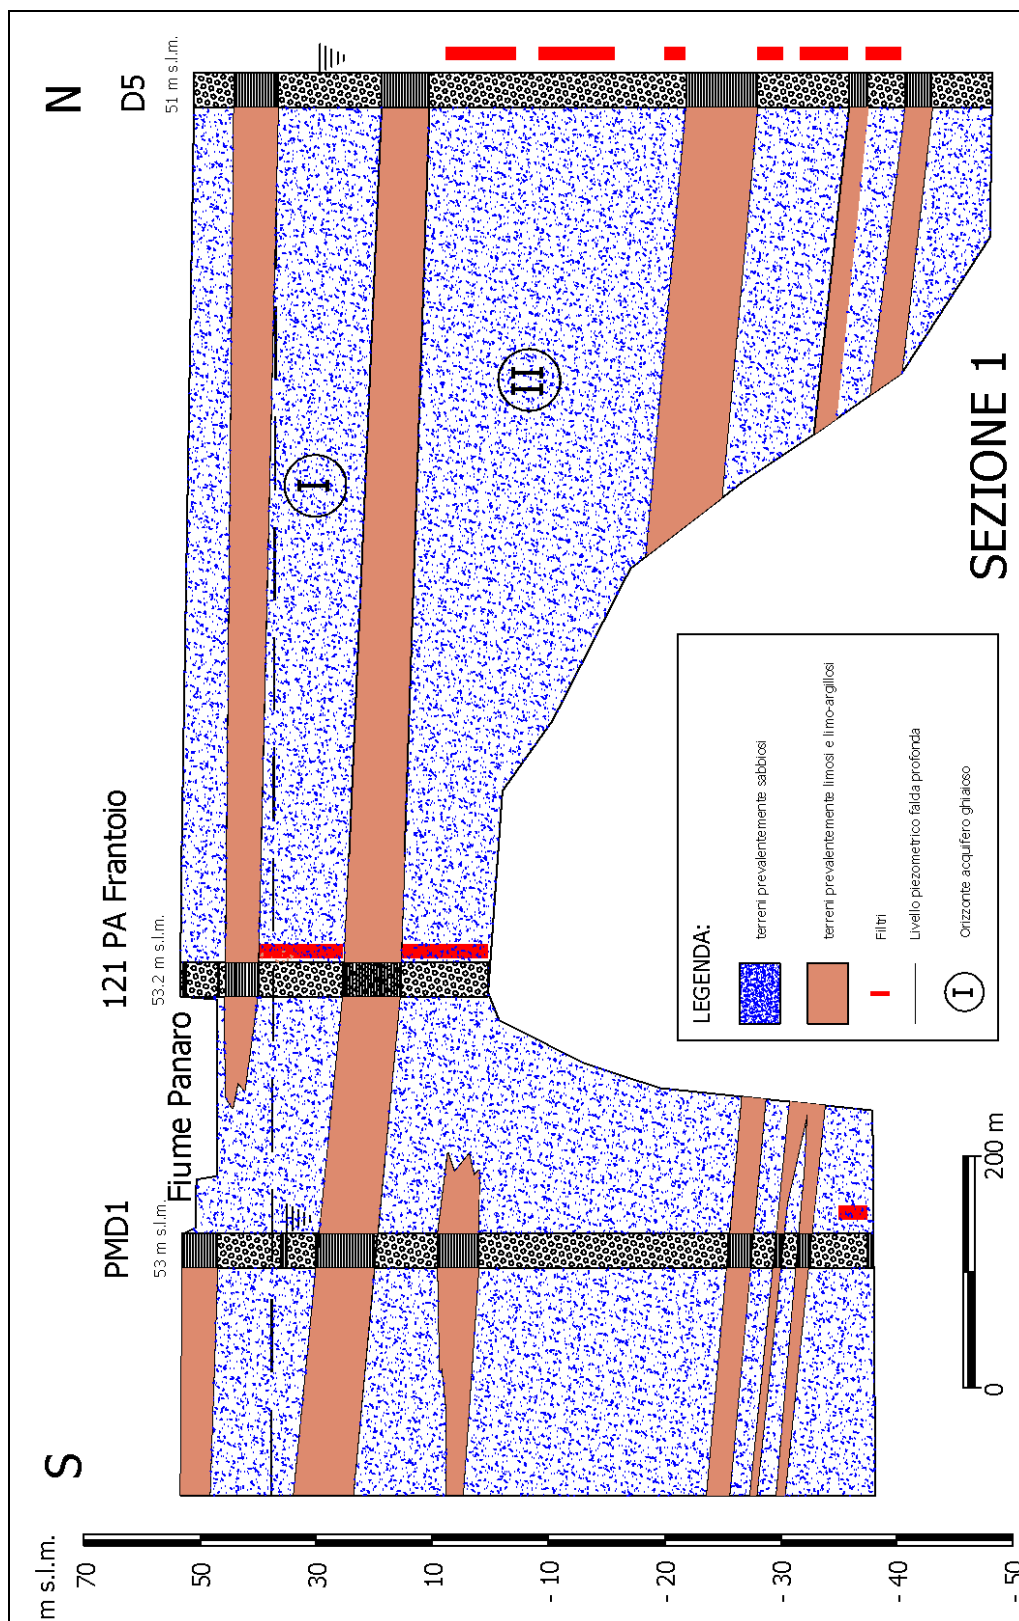 S
N
PMD1
53 m s.l.m.
Fiume Panaro
121 PA Frantoio
53.2 m s.l.m.
D5
51 m s.l.m.
m s.l.m.
70
50
30
10
- 10
- 20
- 30
- 40
- 50
I
II
0
200 m
LEGENDA:
terreni prevalentemente sabbiosi
terreni prevalentemente limosi e limo-argillosi
Filtri
Livello piezometrico falda profonda
I
Orizzonte acquifero ghiaioso
SEZIONE 1